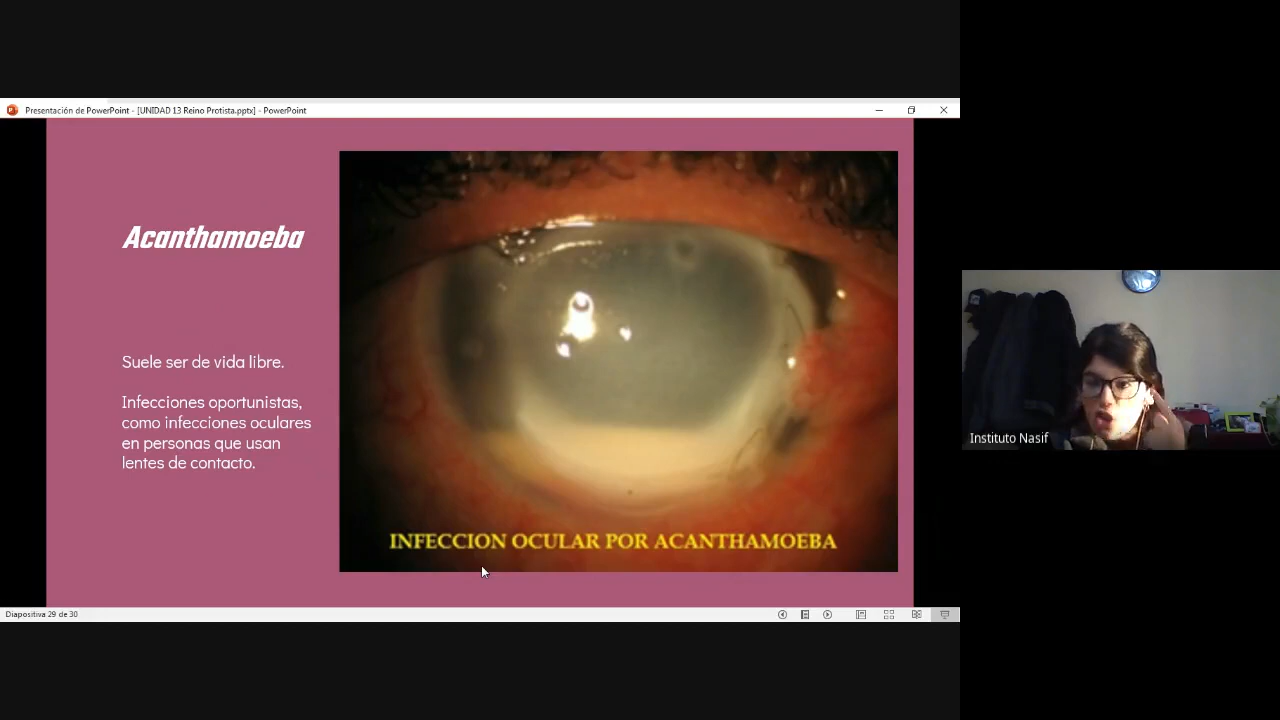 Presentación de PowerPoint - [UNIDAD 13 Reino Protista.pptx] - PowerPoint
Acanthamoeba
Suele ser de vida libre.
Infecciones oportunistas,
como infecciones oculares
en personas que usan
lentes de contacto.
INFECCION OCULAR POR ACANTHAMOEBA
Instituto Nasif
Diapositiva 29 de 30